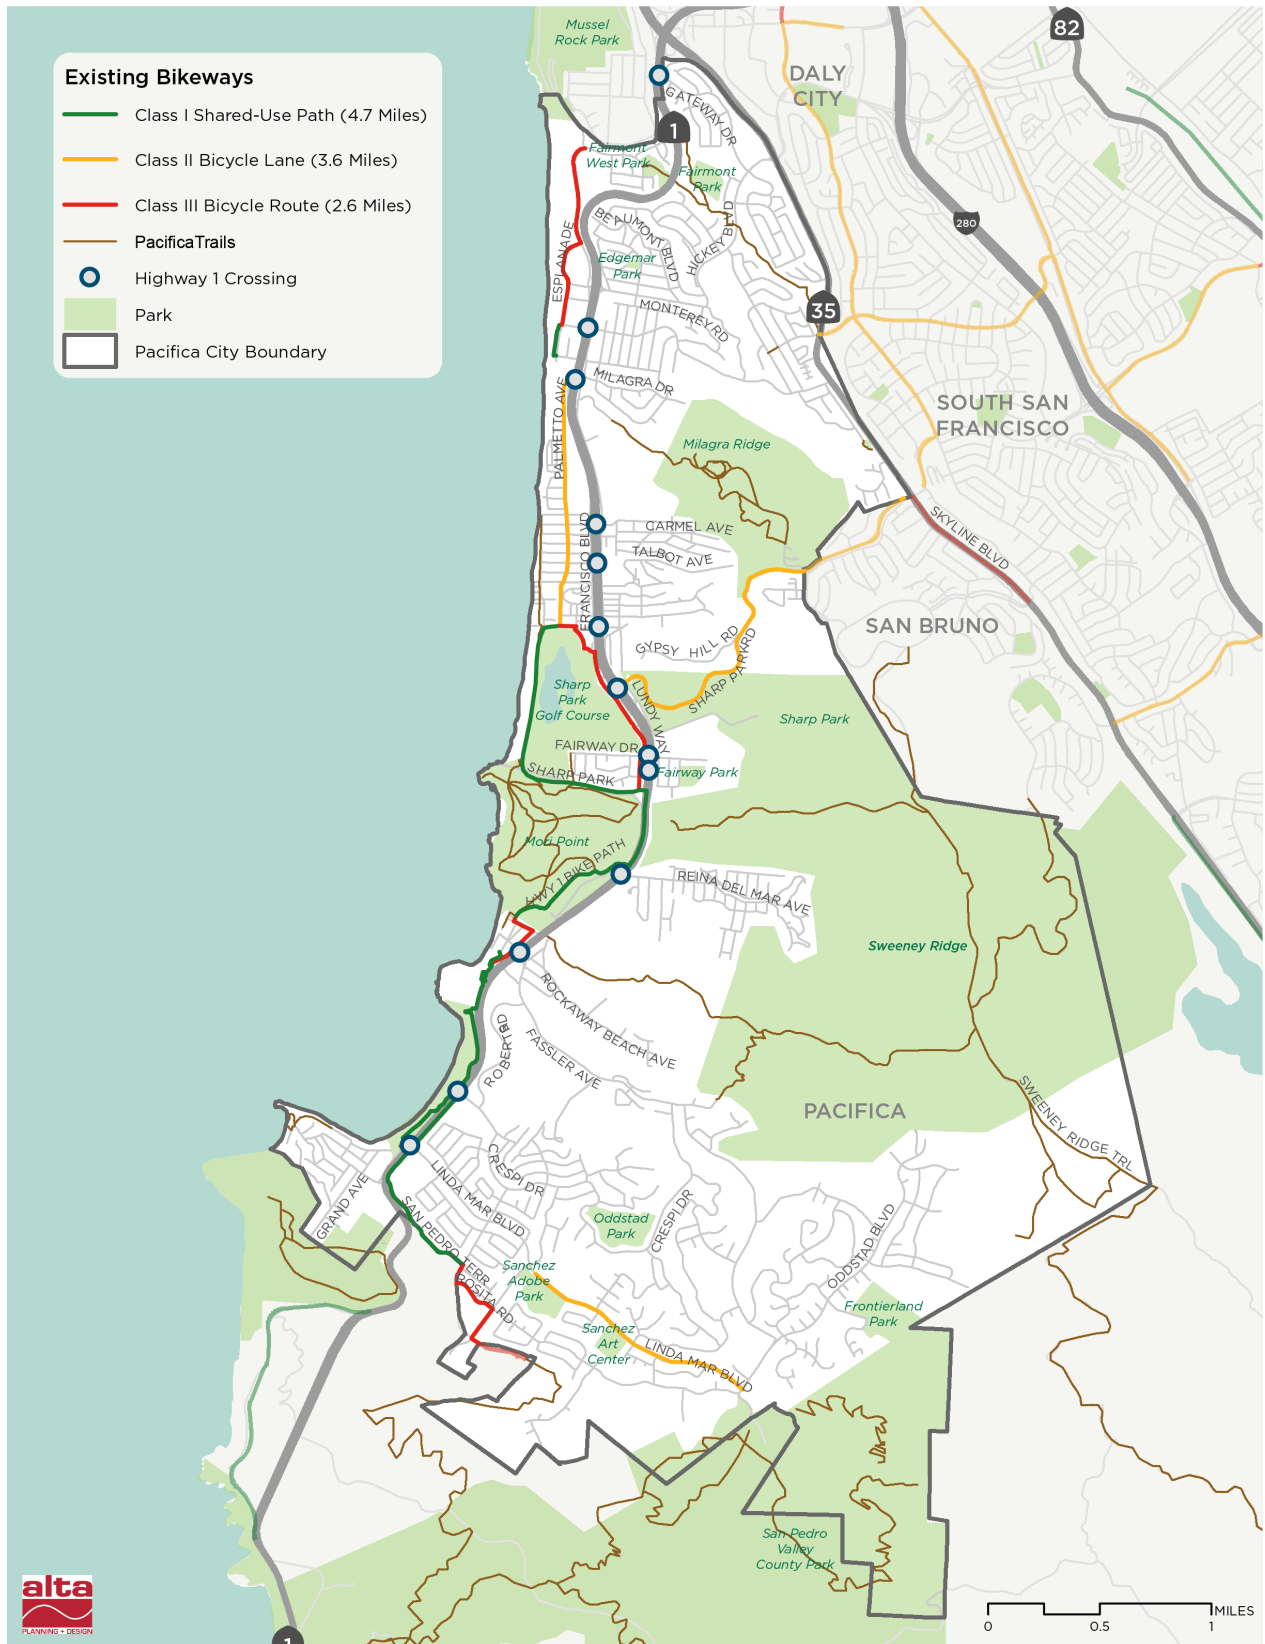 Existing Bikeways
Class I Shared-Use Path (4.7 Miles)
Class II Bicycle Lane (3.6 Miles)
Class III Bicycle Route (2.6 Miles)
PacificaTrails
Highway 1 Crossing
Park
Pacifica City Boundary
Mussel
Rock Park
82
DALY
CITY
GATEWAY DR
1
Fairmont
West Park
Fairmont
Park
280
BEAUMONT BLVD
HICKEY BLVD
ESPLANADE
Edgemar
Park
MONTEREY RD
35
MILAGRA DR
PALMETTO AVE
SOUTH SAN
FRANCISCO
Milagra Ridge
SKYLINE BLVD
CARMEL AVE
FRANCISCO BLVD
TALBOT AVE
SAN BRUNO
GYPSY HILL RD
SHARP PARK RD
LUNDY WAY
Sharp
Park
Golf Course
Sharp Park
FAIRWAY DR
SHARP PARK
Fairway Park
Mori Point
HWY 1 BIKE PATH
REINA DEL MAR AVE
Sweeney Ridge
ROCKAWAY BEACH AVE
ROBERTS RD
FASSLER AVE
PACIFICA
SWEENEY RIDGE TRL
CRESPI DR
LINDA MAR BLVD
GRAND AVE
SAN PEDRO TERR
Oddstad
Park
CRESPI DR
ODDSTAD BLVD
Sanchez
Adobe
Park
ROSITA RD
Frontierland
Park
Sanchez
Art
Center
LINDA MAR BLVD
San Pedro
Valley
County Park
alta
PLANNING + DESIGN
MILES
0 0.5 1
1